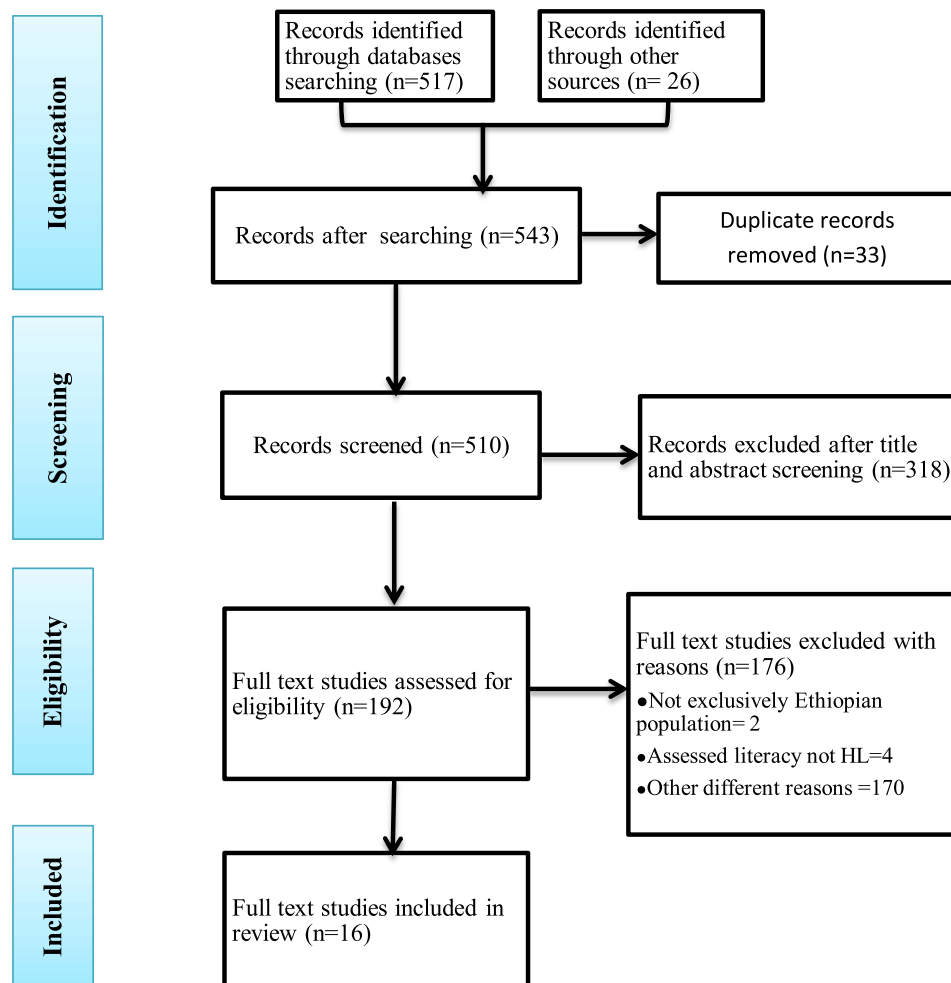 Identification
Records identified
through databases
searching (n=517)
Records identified
through other
sources (n= 26)
Records after searching (n=543)
Duplicate records
removed (n=33)
Screening
Records screened (n=510)
Records excluded after title
and abstract screening (n=318)
Eligibility
Full text studies assessed for
eligibility (n=192)
Full text studies excluded with
reasons (n=176)
●Not exclusively Ethiopian
population= 2
●Assessed literacy not HL=4
●Other different reasons =170
Included
Full text studies included in
review (n=16)